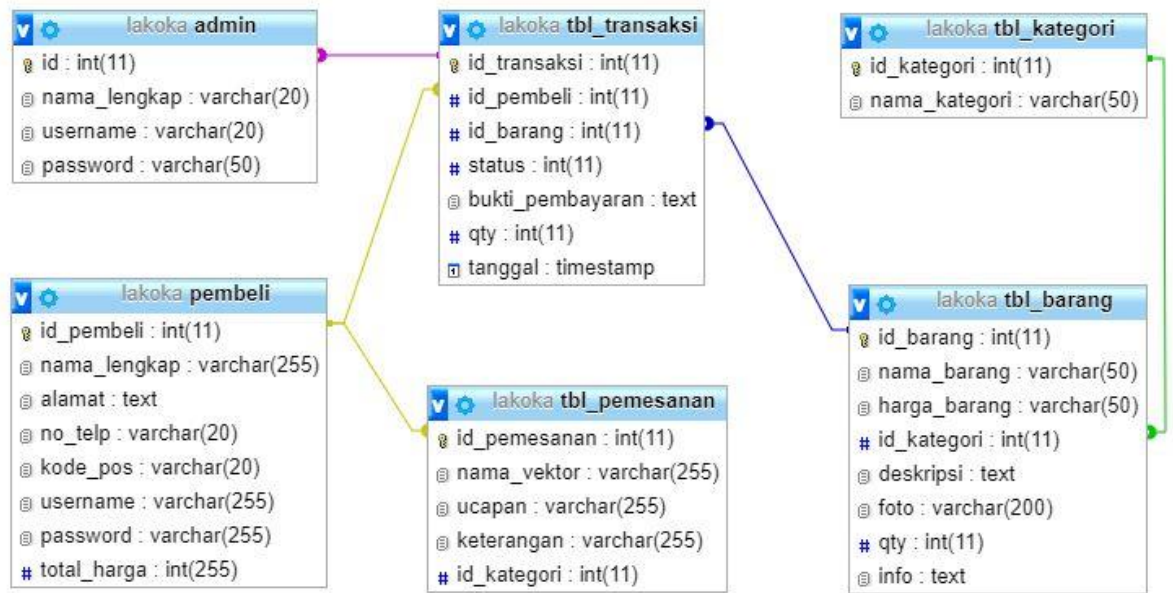 lakoka admin
id : int(11)
nama_lengkap : varchar(20)
username : varchar(20)
password : varchar(50)
lakoka tbl_transaksi
id_transaksi : int(11)
id_pembeli : int(11)
id_barang : int(11)
status : int(11)
bukti_pembayaran : text
qty : int(11)
tanggal : timestamp
lakoka tbl_kategori
id_kategori : int(11)
nama_kategori : varchar(50)
lakoka pembeli
id_pembeli : int(11)
nama_lengkap : varchar(255)
alamat : text
no_telp : varchar(20)
kode_pos : varchar(20)
username : varchar(255)
password : varchar(255)
total_harga : int(255)
lakoka tbl_pemesanan
id_pemesanan : int(11)
nama_vektor : varchar(255)
ucapan : varchar(255)
keterangan : varchar(255)
id_kategori : int(11)
lakoka tbl_barang
id_barang : int(11)
nama_barang : varchar(50)
harga_barang : varchar(50)
id_kategori : int(11)
deskripsi : text
foto : varchar(200)
qty : int(11)
info : text